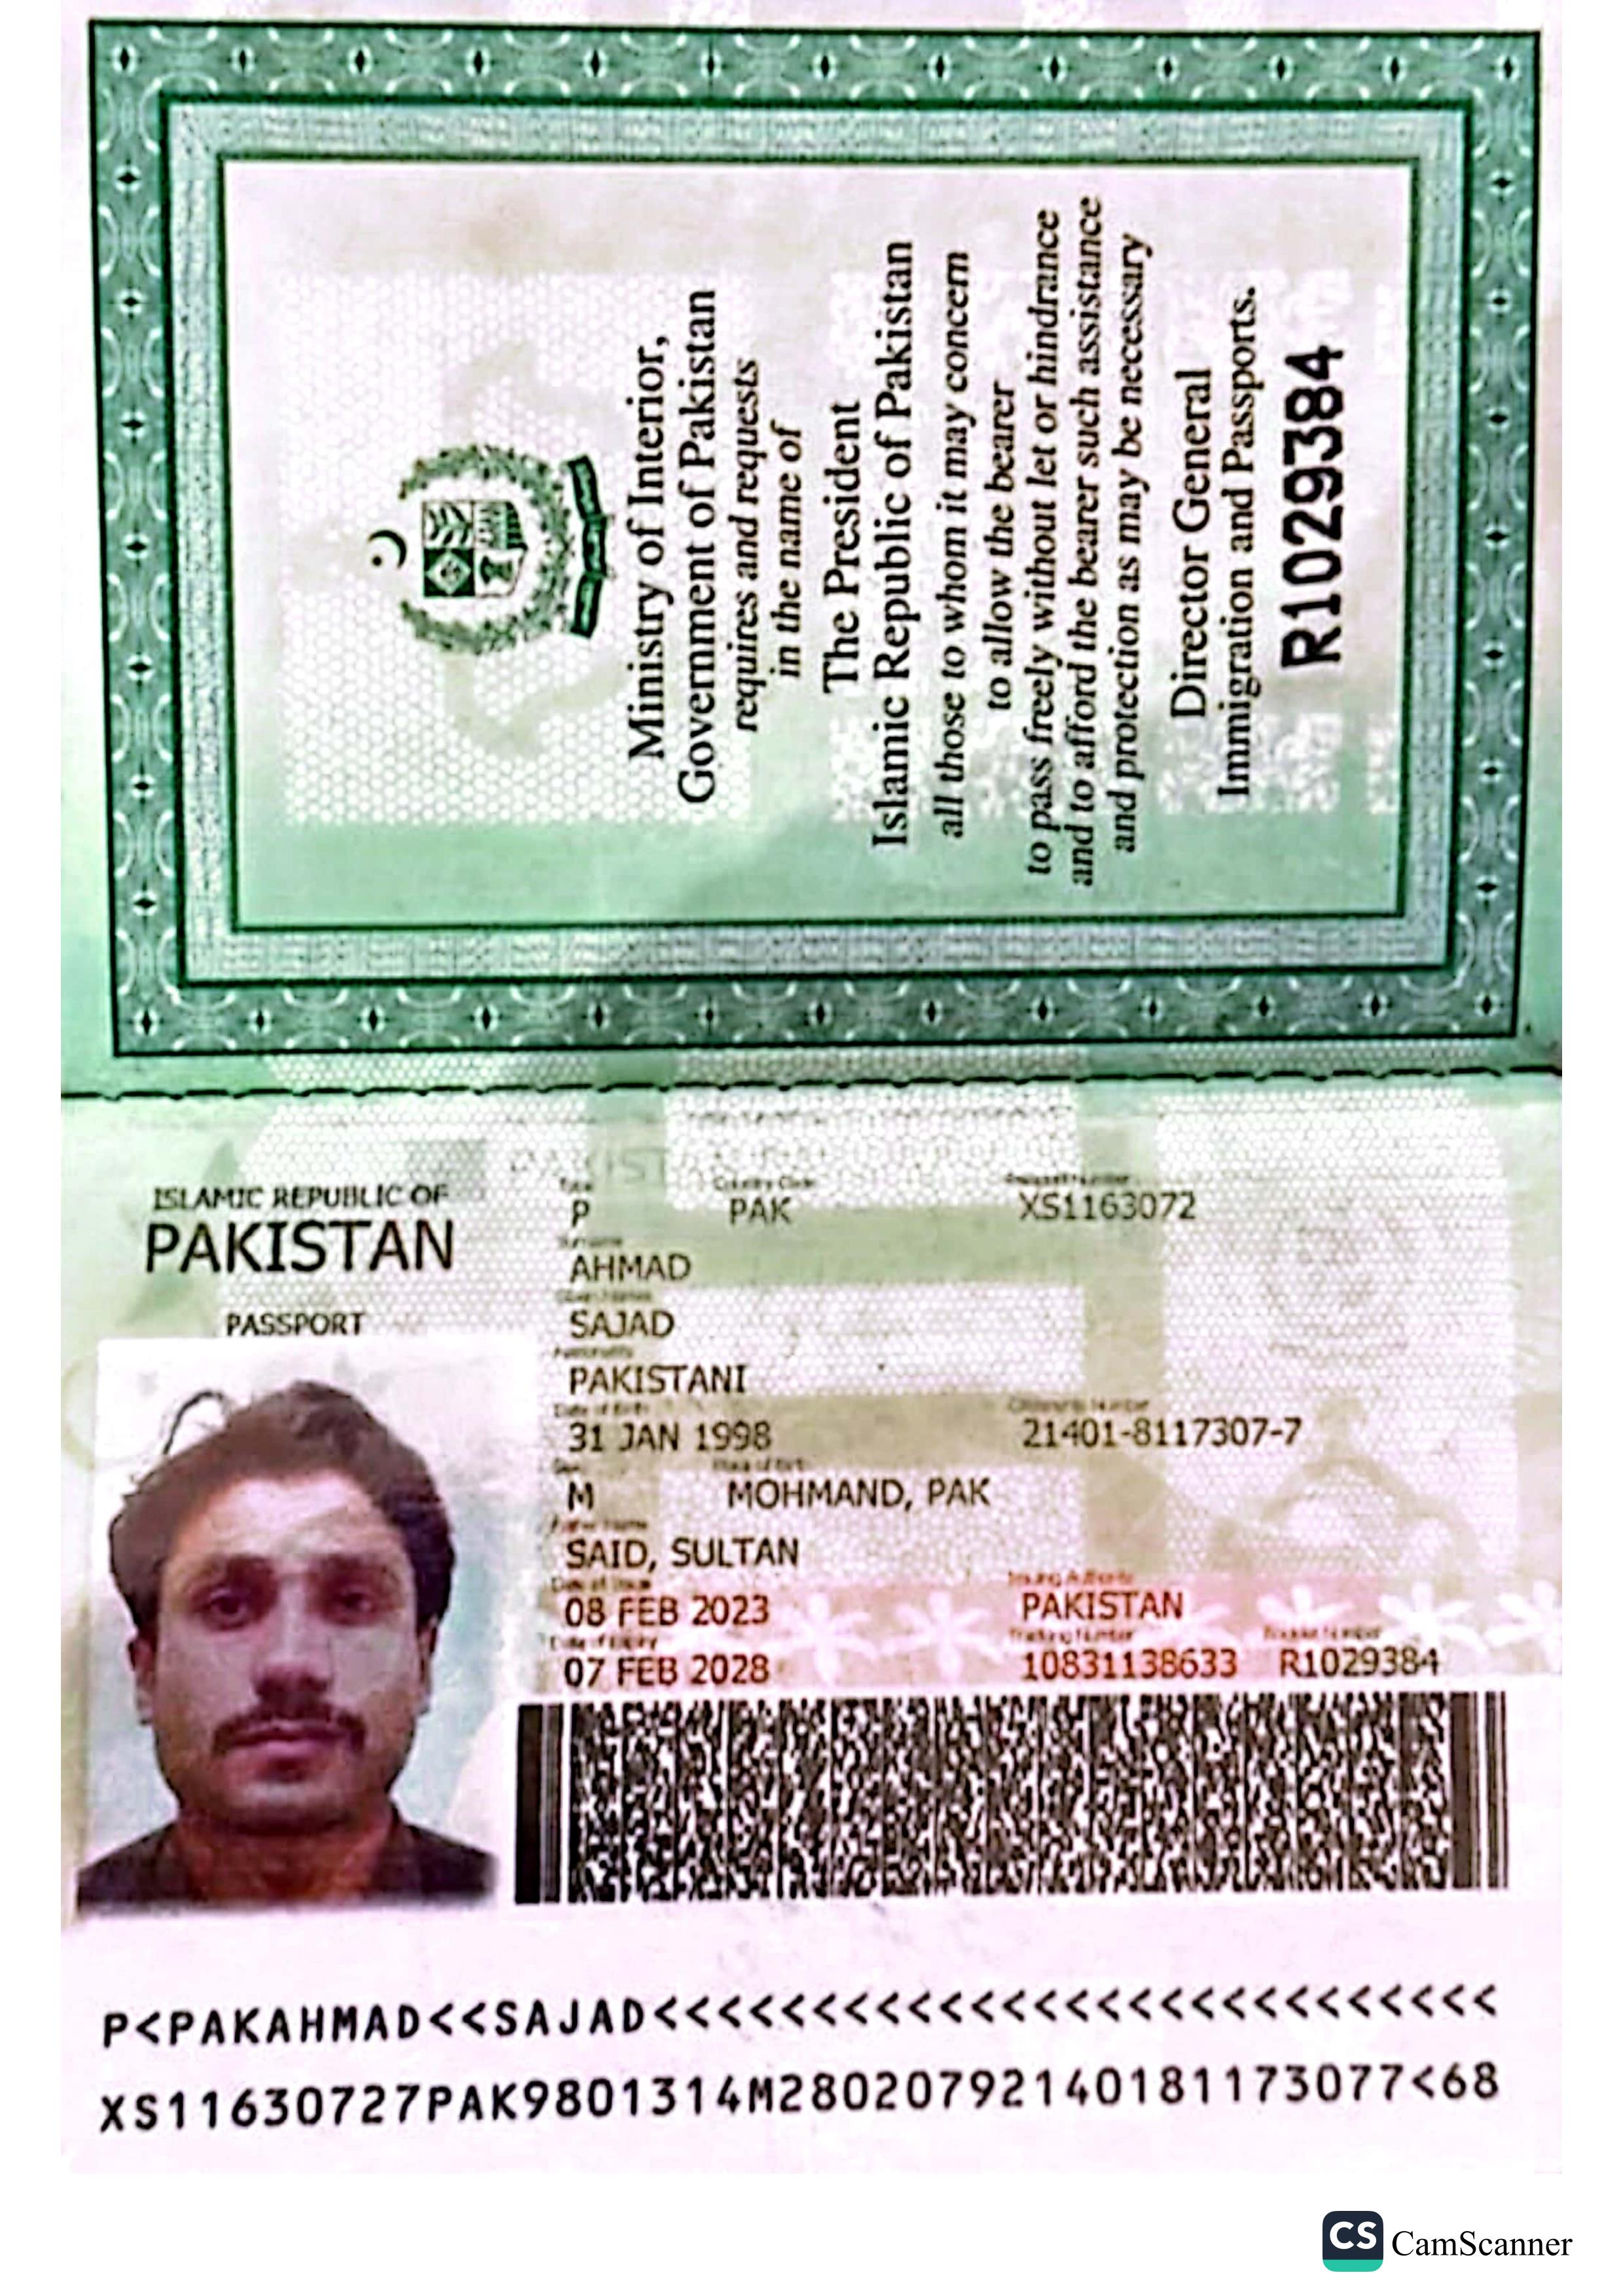 Ministry of Interior,
Government of Pakistan
requires and requests
in the name of
The President
Islamic Republic of Pakistan
all those to whom it may concern
to allow the bearer
to pass freely without let or hindrance
and to afford the bearer such assistance
and protection as may be necessary
Director General
Immigration and Passports.
R1029384
ISLAMIC REPUBLIC OF
PAKISTAN
PASSPORT
Type Country Code Passport Number
P PAK XS1163072
Surname
AHMAD
Given Names
SAJAD
Nationality
PAKISTANI
Date of Birth Citizenship Number
31 JAN 1998 21401-8117307-7
Sex Place of Birth
M MOHMAND, PAK
Father Name
SAID, SULTAN
Date of Issue Issuing Authority
08 FEB 2023 PAKISTAN
Date of Expiry Tracking Number Booklet Number
07 FEB 2028 10831138633 R1029384
P<PAKAHMAD<<SAJAD<<<<<<<<<<<<<<<<<<<<<<<<<<<
XS11630727PAK9801314M2802079214018117307​7<68
CS CamScanner